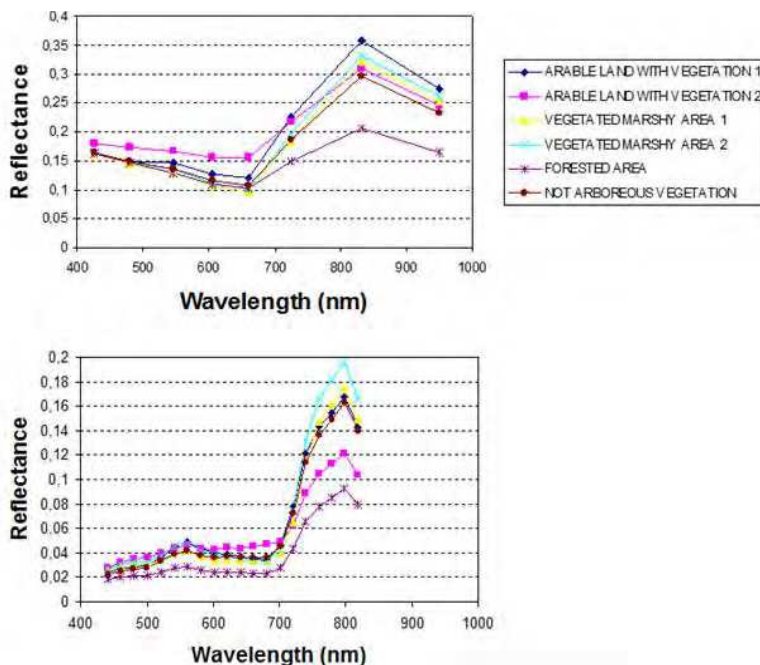 0,4
0,35
0,3
0,25
0,2
0,15
0,1
0,05
0
Reflectance
400 500 600 700 800 900 1000
Wavelength (nm)
ARABLE LAND WITH VEGETATION 1
ARABLE LAND WITH VEGETATION 2
VEGETATED MARSHY AREA 1
VEGETATED MARSHY AREA 2
FORESTED AREA
NOT ARBOREOUS VEGETATION
0,2
0,18
0,16
0,14
0,12
0,1
0,08
0,06
0,04
0,02
0
Reflectance
400 500 600 700 800 900 1000
Wavelength (nm)